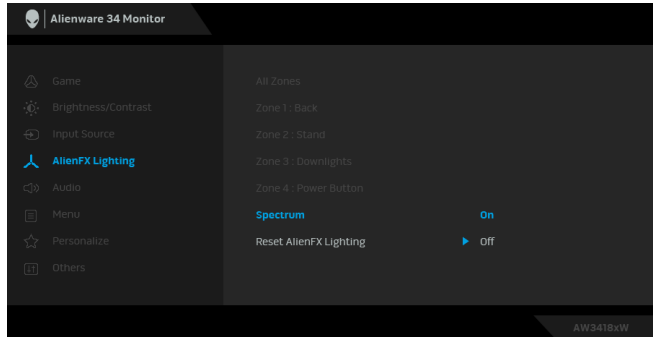 Alienware 34 Monitor
Game
All Zones
Brightness/Contrast
Zone 1 : Back
Input Source
Zone 2 : Stand
AlienFX Lighting
Zone 3 : Downlights
Audio
Zone 4 : Power Button
Menu
Spectrum On
Personalize
Reset AlienFX Lighting Off
Others
AW3418xW